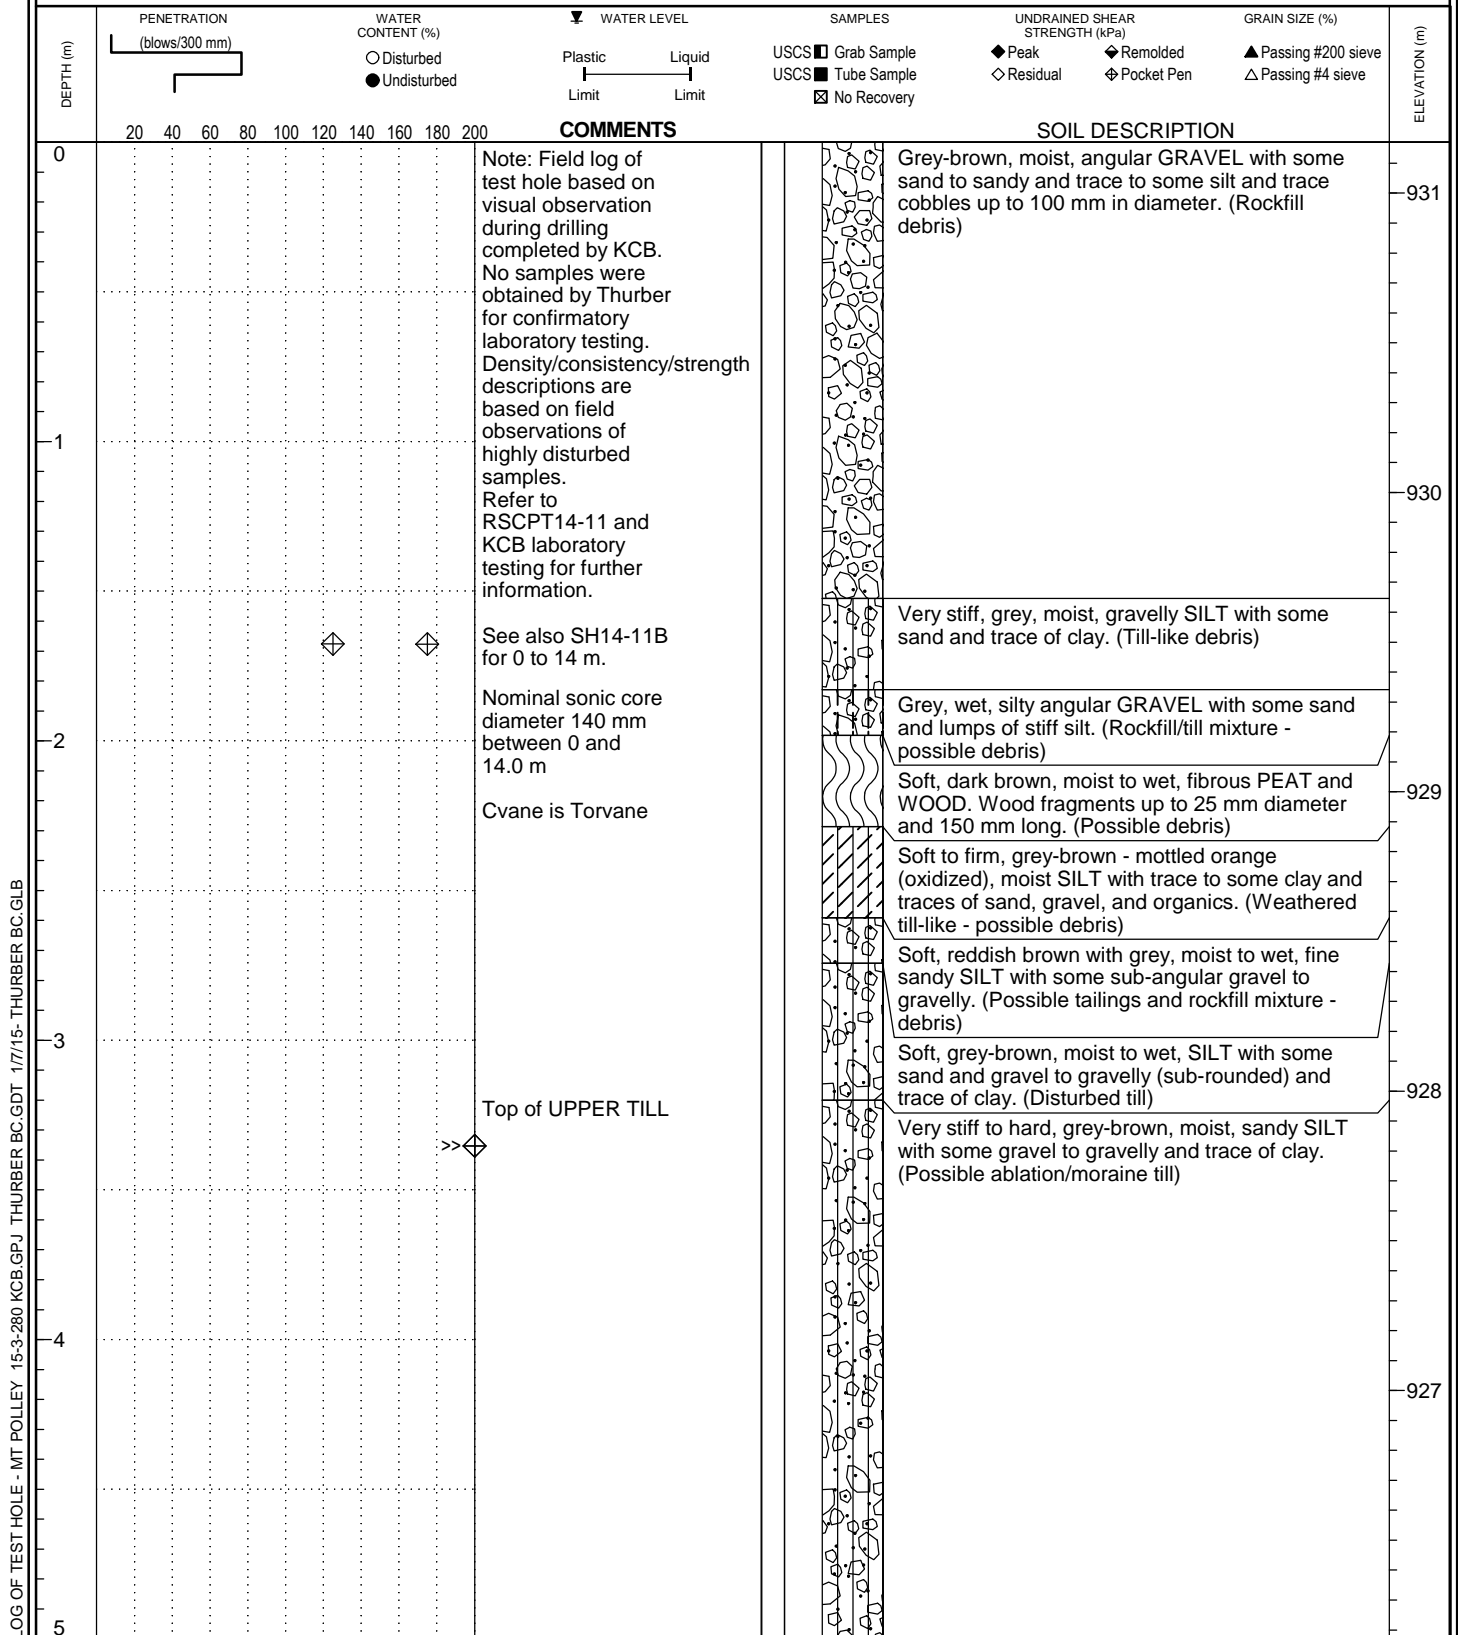 PENETRATION
(blows/300 mm)
WATER
CONTENT (%)
Disturbed
Undisturbed
WATER LEVEL
Plastic Liquid
Limit Limit
SAMPLES
USCS Grab Sample
USCS Tube Sample
No Recovery
UNDRAINED SHEAR
STRENGTH (kPa)
Peak Remolded
Residual Pocket Pen
GRAIN SIZE (%)
Passing #200 sieve
Passing #4 sieve
DEPTH (m)
ELEVATION (m)
20 40 60 80 100 120 140 160 180 200
COMMENTS
SOIL DESCRIPTION
0
1
2
3
4
5
Note: Field log of
test hole based on
visual observation
during drilling
completed by KCB.
No samples were
obtained by Thurber
for confirmatory
laboratory testing.
Density/consistency/strength
descriptions are
based on field
observations of
highly disturbed
samples.
Refer to
RSCPT14-11 and
KCB laboratory
testing for further
information.
See also SH14-11B
for 0 to 14 m.
Nominal sonic core
diameter 140 mm
between 0 and
14.0 m
Cvane is Torvane
Top of UPPER TILL
>>
Grey-brown, moist, angular GRAVEL with some
sand to sandy and trace to some silt and trace
cobbles up to 100 mm in diameter. (Rockfill
debris)
Very stiff, grey, moist, gravelly SILT with some
sand and trace of clay. (Till-like debris)
Grey, wet, silty angular GRAVEL with some sand
and lumps of stiff silt. (Rockfill/till mixture -
possible debris)
Soft, dark brown, moist to wet, fibrous PEAT and
WOOD. Wood fragments up to 25 mm diameter
and 150 mm long. (Possible debris)
Soft to firm, grey-brown - mottled orange
(oxidized), moist SILT with trace to some clay and
traces of sand, gravel, and organics. (Weathered
till-like - possible debris)
Soft, reddish brown with grey, moist to wet, fine
sandy SILT with some sub-angular gravel to
gravelly. (Possible tailings and rockfill mixture -
debris)
Soft, grey-brown, moist to wet, SILT with some
sand and gravel to gravelly (sub-rounded) and
trace of clay. (Disturbed till)
Very stiff to hard, grey-brown, moist, sandy SILT
with some gravel to gravelly and trace of clay.
(Possible ablation/moraine till)
931
930
929
928
927
LOG OF TEST HOLE - MT POLLEY 15-3-280 KCB.GPJ THURBER BC.GDT 1/7/15- THURBER BC.GLB